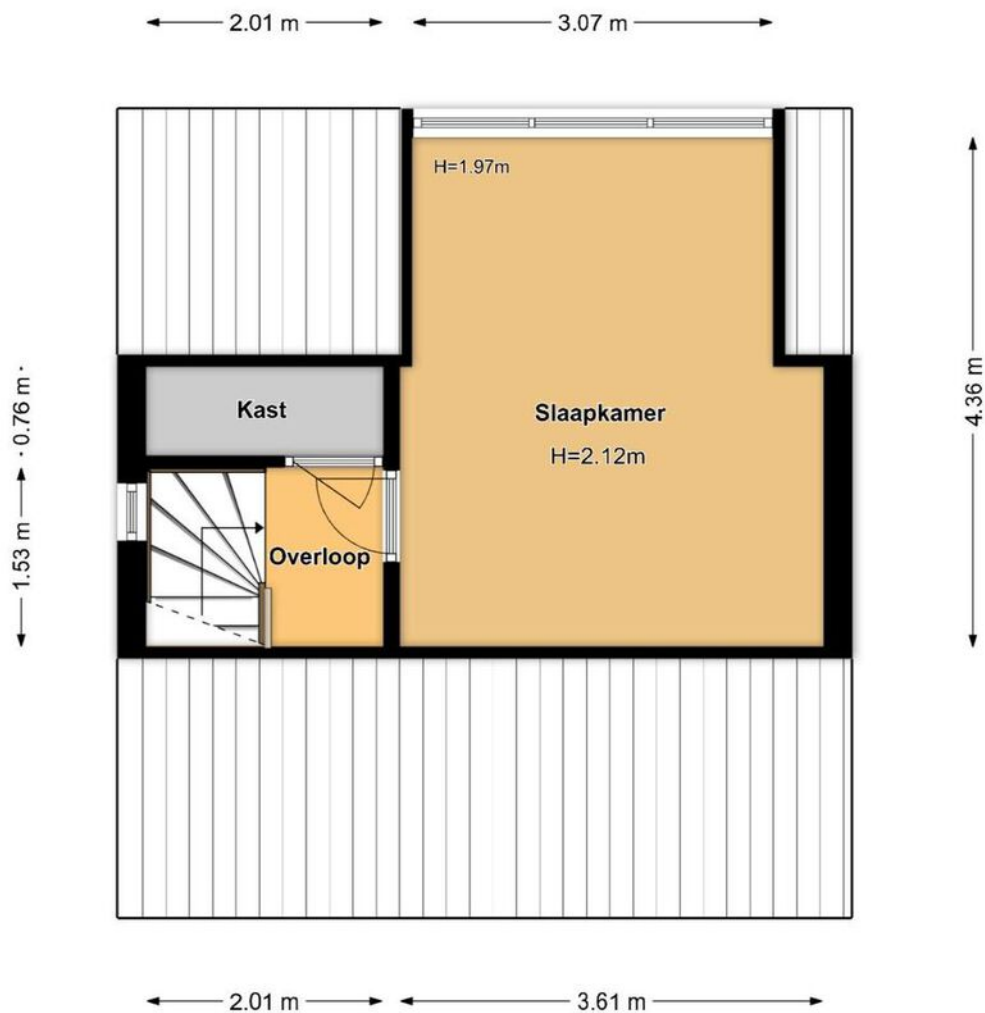 2.01 m
3.07 m
H=1.97m
Kast
Slaapkamer
H=2.12m
Overloop
0.76 m
1.53 m
4.36 m
2.01 m
3.61 m